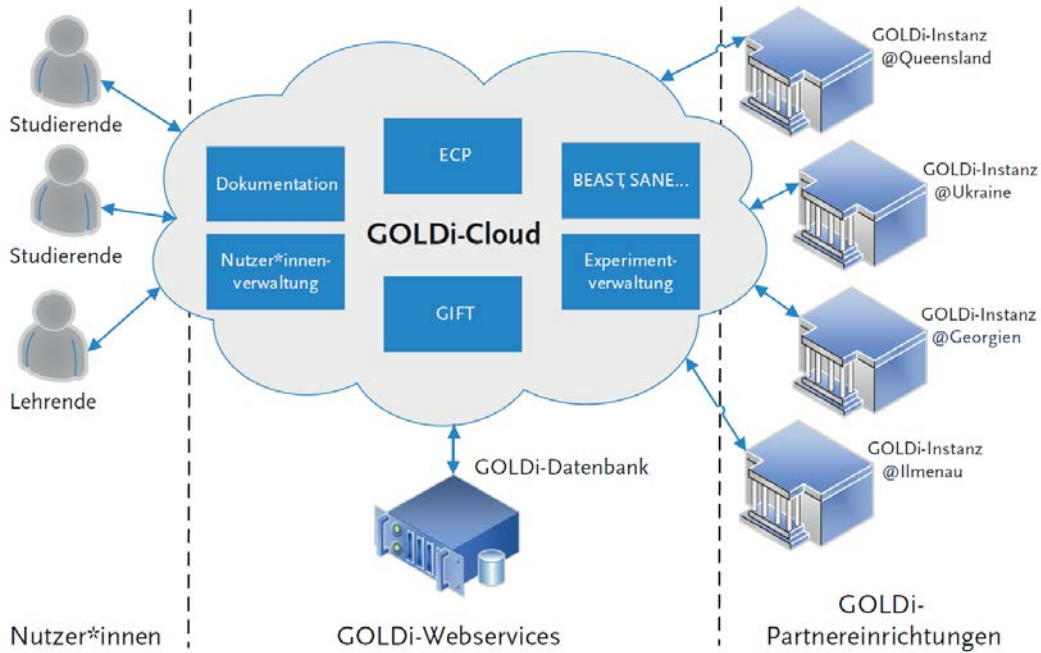 Studierende
Studierende
Lehrende
Nutzer*innen
Dokumentation
ECP
BEAST, SANE...
GOLDi-Cloud
Nutzer*innen-
verwaltung
GIFT
Experiment-
verwaltung
GOLDi-Datenbank
GOLDi-Webservices
GOLDi-Instanz
@Queensland
GOLDi-Instanz
@Ukraine
GOLDi-Instanz
@Georgien
GOLDi-Instanz
@Ilmenau
GOLDi-
Partnereinrichtungen